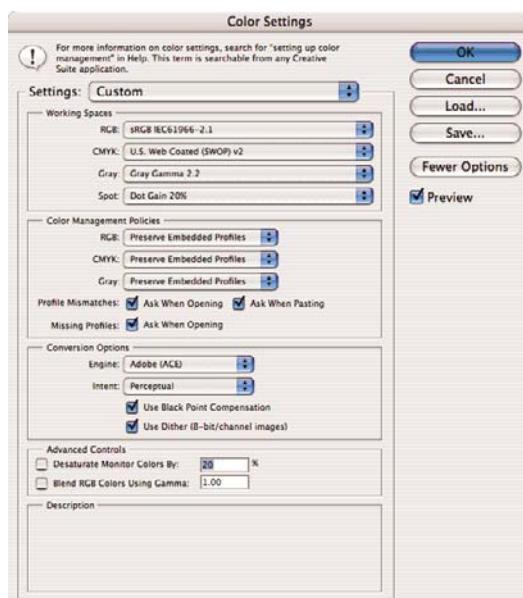 Color Settings
For more information on color settings, search for "setting up color
management" in Help. This term is searchable from any Creative
Suite application.
OK
Cancel
Load...
Save...
Fewer Options
Preview
Settings: Custom
Working Spaces
RGB: sRGB IEC61966-2.1
CMYK: U.S. Web Coated (SWOP) v2
Gray: Gray Gamma 2.2
Spot: Dot Gain 20%
Color Management Policies
RGB: Preserve Embedded Profiles
CMYK: Preserve Embedded Profiles
Gray: Preserve Embedded Profiles
Profile Mismatches: Ask When Opening Ask When Pasting
Missing Profiles: Ask When Opening
Conversion Options
Engine: Adobe (ACE)
Intent: Perceptual
Use Black Point Compensation
Use Dither (8-bit/channel images)
Advanced Controls
Desaturate Monitor Colors By: 20 %
Blend RGB Colors Using Gamma: 1.00
Description